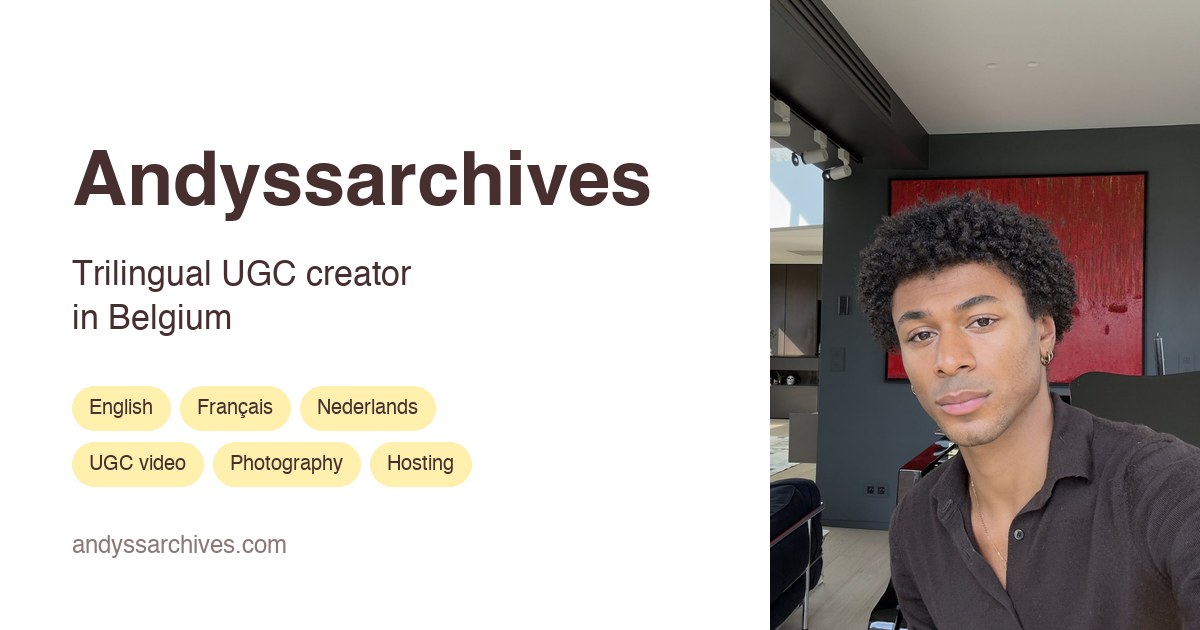 Andyssarchives
Trilingual UGC creator
in Belgium
English Français Nederlands
UGC video Photography Hosting
andyssarchives.com